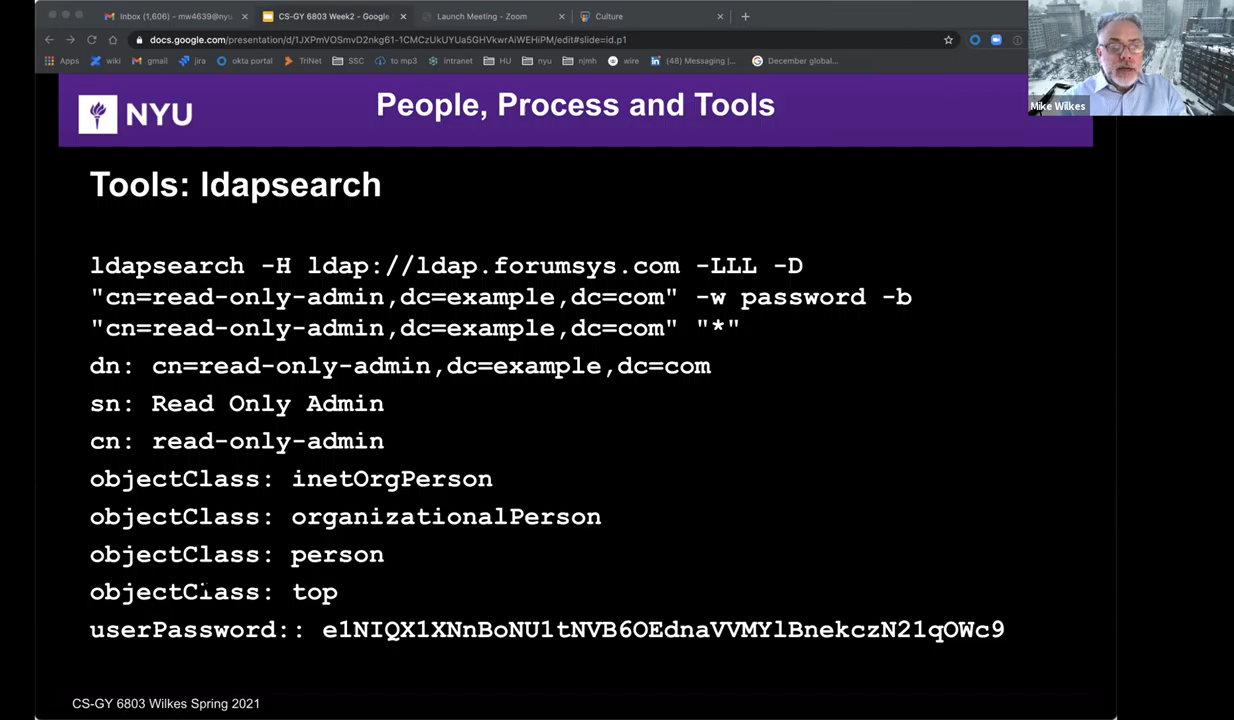 Inbox (1,606) - mw4639@nyu
CS-GY 6803 Week2 - Google
Launch Meeting - Zoom
Culture
docs.google.com/presentation/d/1JXPmVOSmvD2nkg61-1CMCzUkUYUa5GHVkwrAiWEHiPM/edit#slide=id.p1
Apps wiki gmail jira okta portal TriNet SSC to mp3 intranet HU nyu njmh wire (48) Messaging |... December global...
Mike Wilkes
NYU
People, Process and Tools
Tools: ldapsearch
ldapsearch -H ldap://ldap.forumsys.com -LLL -D
"cn=read-only-admin,dc=example,dc=com" -w password -b
"cn=read-only-admin,dc=example,dc=com" "*"
dn: cn=read-only-admin,dc=example,dc=com
sn: Read Only Admin
cn: read-only-admin
objectClass: inetOrgPerson
objectClass: organizationalPerson
objectClass: person
objectClass: top
userPassword:: e1NIQX1XNnBoNU1tNVB6OEdnaVVMYlBnekczN21qOWc9
CS-GY 6803 Wilkes Spring 2021